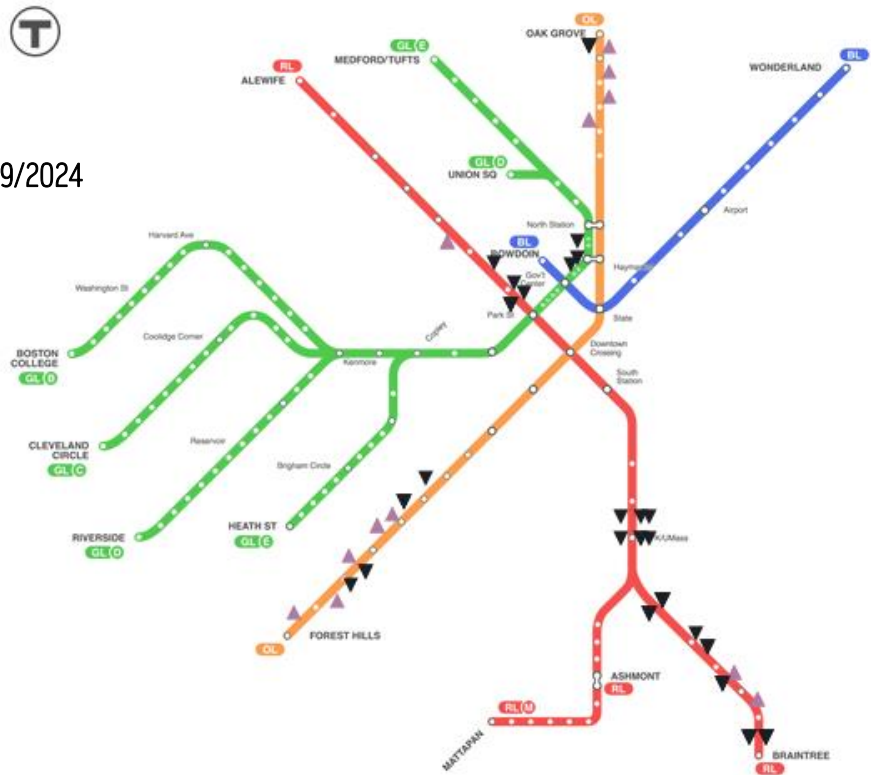 T
OL
OAK GROVE
GL E
MEDFORD/TUFTS
BL
WONDERLAND
RL
ALEWIFE
9/2024
GL D
UNION SQ
Airport
North Station
Harvard Ave
BL
BOWDOIN
Gov't
Center
Washington St
Park St
State
Coolidge Corner
Copley
Downtown
Crossing
BOSTON
COLLEGE
GL B
Kenmore
South
Station
CLEVELAND
CIRCLE
GL C
Reservoir
Brigham Circle
RIVERSIDE
GL D
HEATH ST
GL E
K/UMass
OL
FOREST HILLS
ASHMONT
RL
RL M
MATTAPAN
BRAINTREE
RL